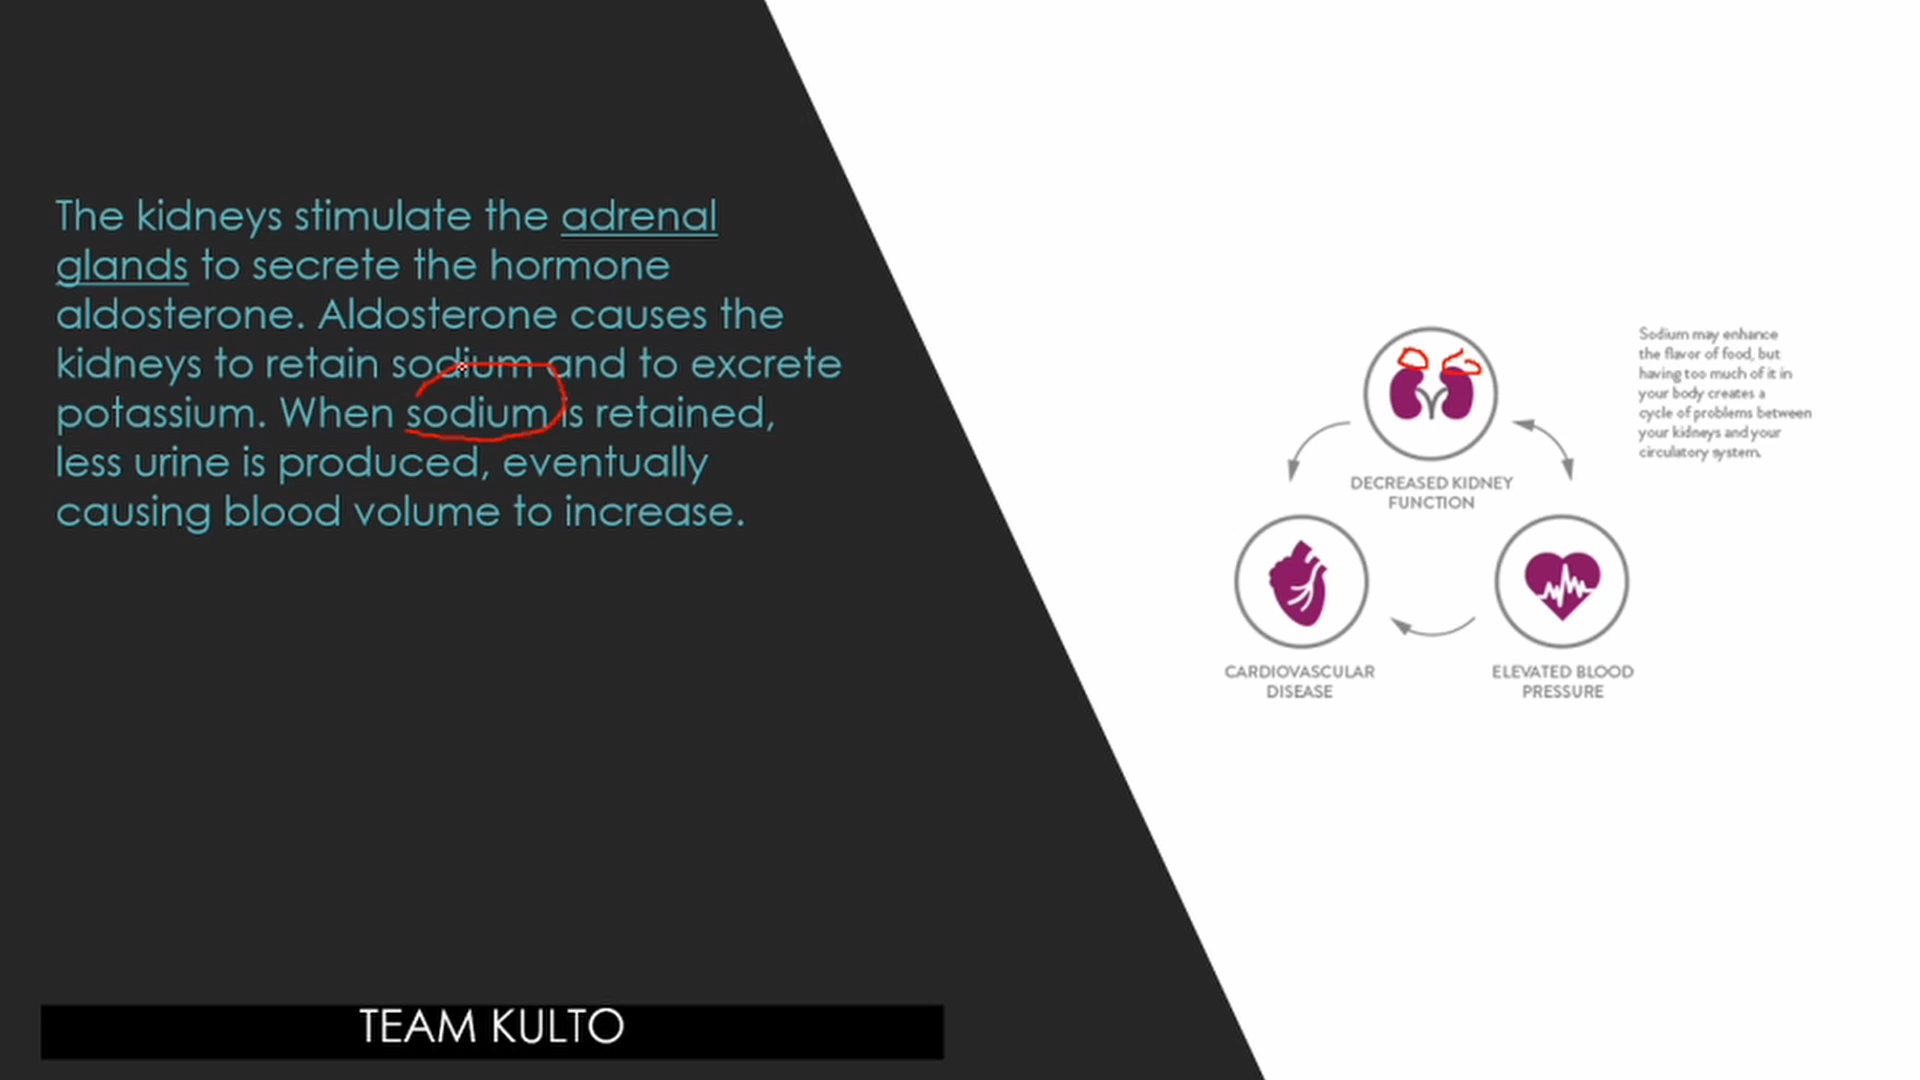 The kidneys stimulate the adrenal
glands to secrete the hormone
aldosterone. Aldosterone causes the
kidneys to retain sodium and to excrete
potassium. When sodium is retained,
less urine is produced, eventually
causing blood volume to increase.
TEAM KULTO
Sodium may enhance
the flavor of food, but
having too much of it in
your body creates a
cycle of problems between
your kidneys and your
circulatory system.
DECREASED KIDNEY
FUNCTION
CARDIOVASCULAR
DISEASE
ELEVATED BLOOD
PRESSURE